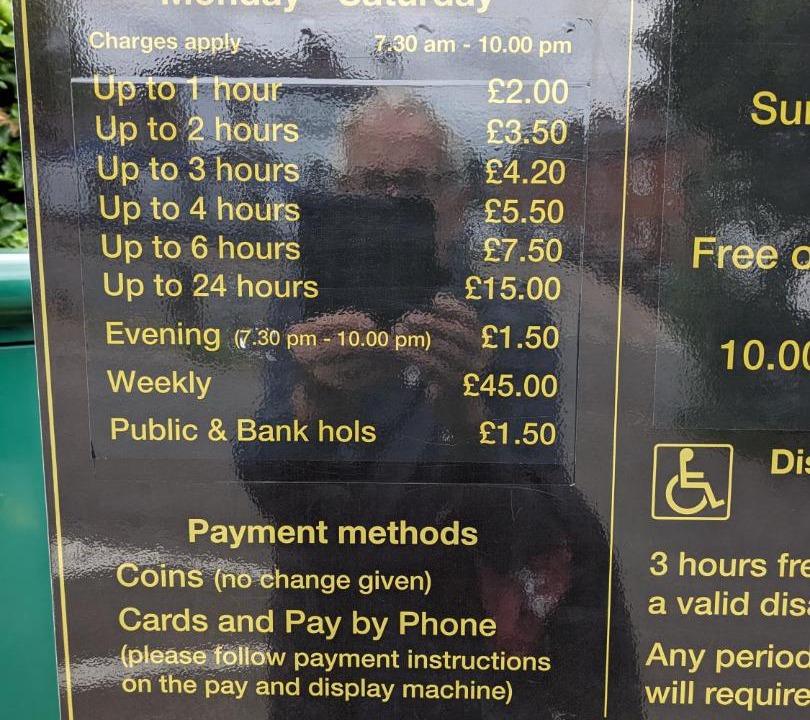 Monday - Saturday
Charges apply 7.30 am - 10.00 pm
Up to 1 hour £2.00
Up to 2 hours £3.50
Up to 3 hours £4.20
Up to 4 hours £5.50
Up to 6 hours £7.50
Up to 24 hours £15.00
Evening (7.30 pm - 10.00 pm) £1.50
Weekly £45.00
Public & Bank hols £1.50
Payment methods
Coins (no change given)
Cards and Pay by Phone
(please follow payment instructions
on the pay and display machine)
Free
3 hours
a valid
Any
will require